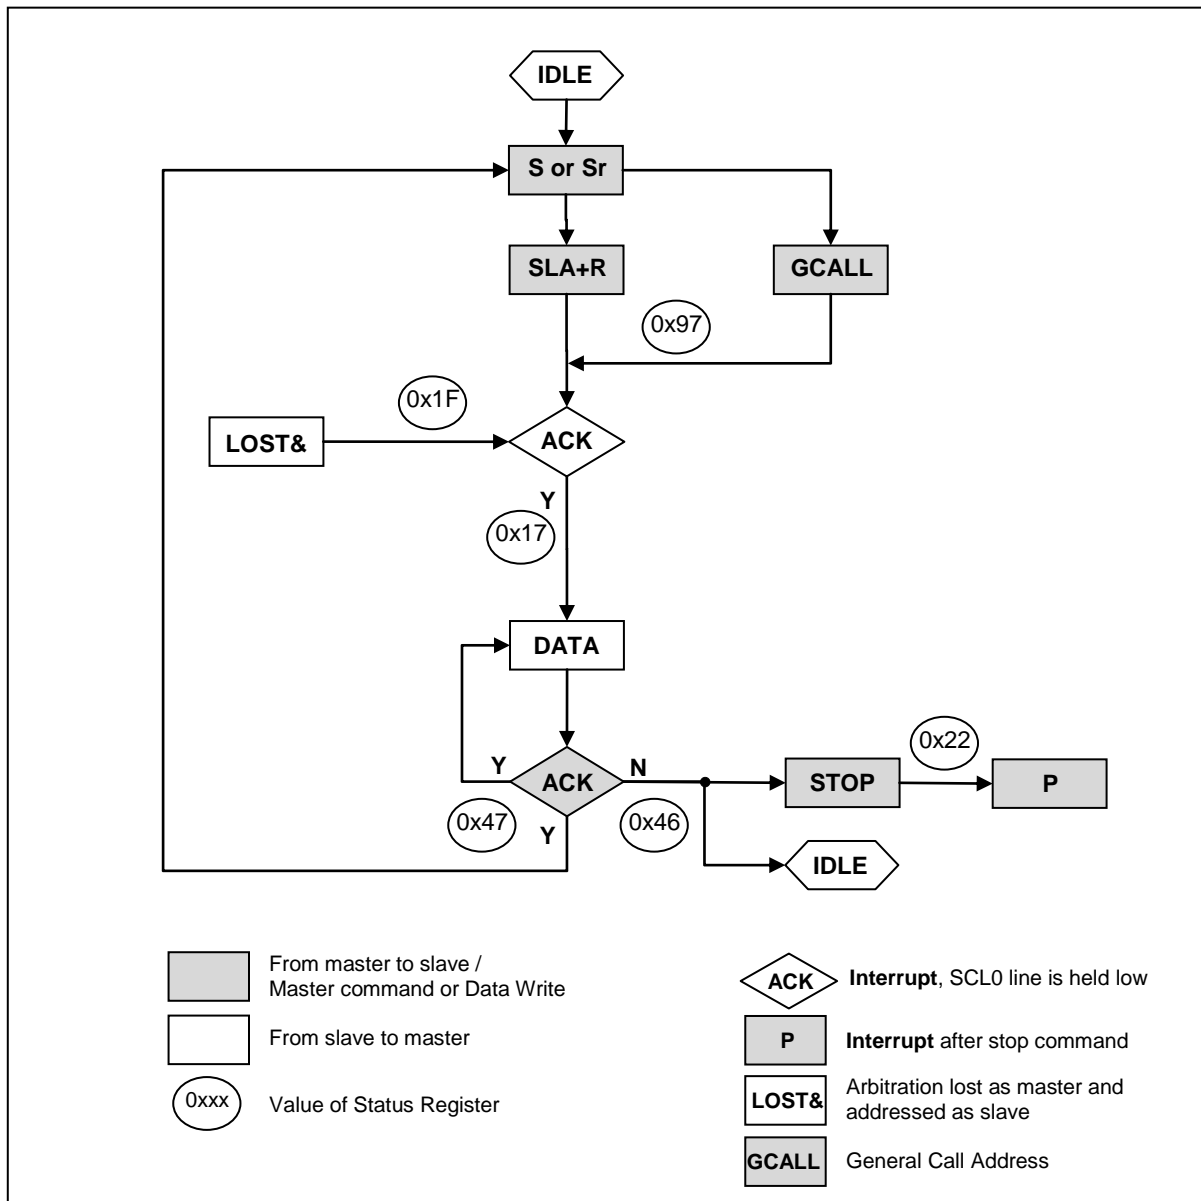 IDLE
S or Sr
SLA+R
GCALL
0x97
0x1F
LOST&
ACK
Y
0x17
DATA
0x22
Y
ACK
N
STOP
P
0x47
Y
0x46
IDLE
From master to slave /
Master command or Data Write
From slave to master
0xxx
Value of Status Register
ACK
Interrupt, SCL0 line is held low
P
Interrupt after stop command
LOST&
Arbitration lost as master and
addressed as slave
GCALL
General Call Address